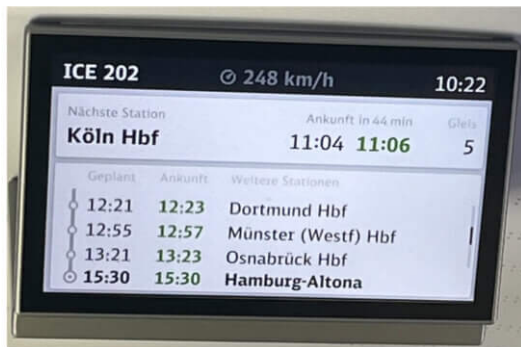 ICE 202 248 km/h 10:22
Nächste Station Ankunft in 44 min Gleis
Köln Hbf 11:04 11:06 5
Geplant Ankunft Weitere Stationen
12:21 12:23 Dortmund Hbf
12:55 12:57 Münster (Westf) Hbf
13:21 13:23 Osnabrück Hbf
15:30 15:30 Hamburg-Altona